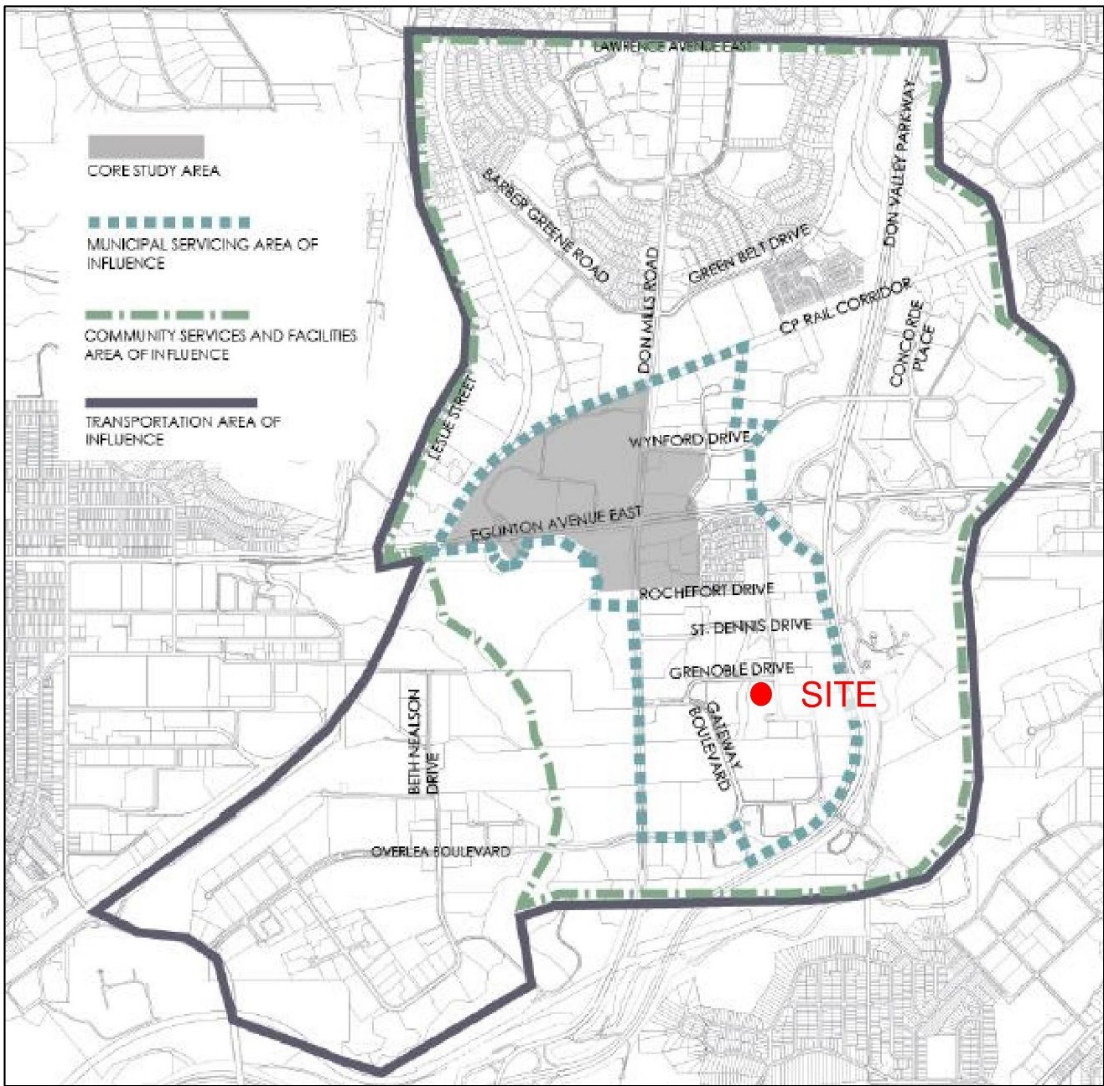 LAWRENCE AVENUE EAST
CORE STUDY AREA
MUNICIPAL SERVICING AREA OF
INFLUENCE
COMMUNITY SERVICES AND FACILITIES
AREA OF INFLUENCE
TRANSPORTATION AREA OF
INFLUENCE
DON VALLEY PARKWAY
BARBER GREENE ROAD
GREEN BELT DRIVE
DON MILLS ROAD
CP RAIL CORRIDOR
CONCORDE
PLACE
LESLIE STREET
WYNFORD DRIVE
EGLINTON AVENUE EAST
ROCHEFORT DRIVE
ST. DENNIS DRIVE
GRENOBLE DRIVE
SITE
GATEWAY
BOULEVARD
BETH NEALSON
DRIVE
OVERLEA BOULEVARD